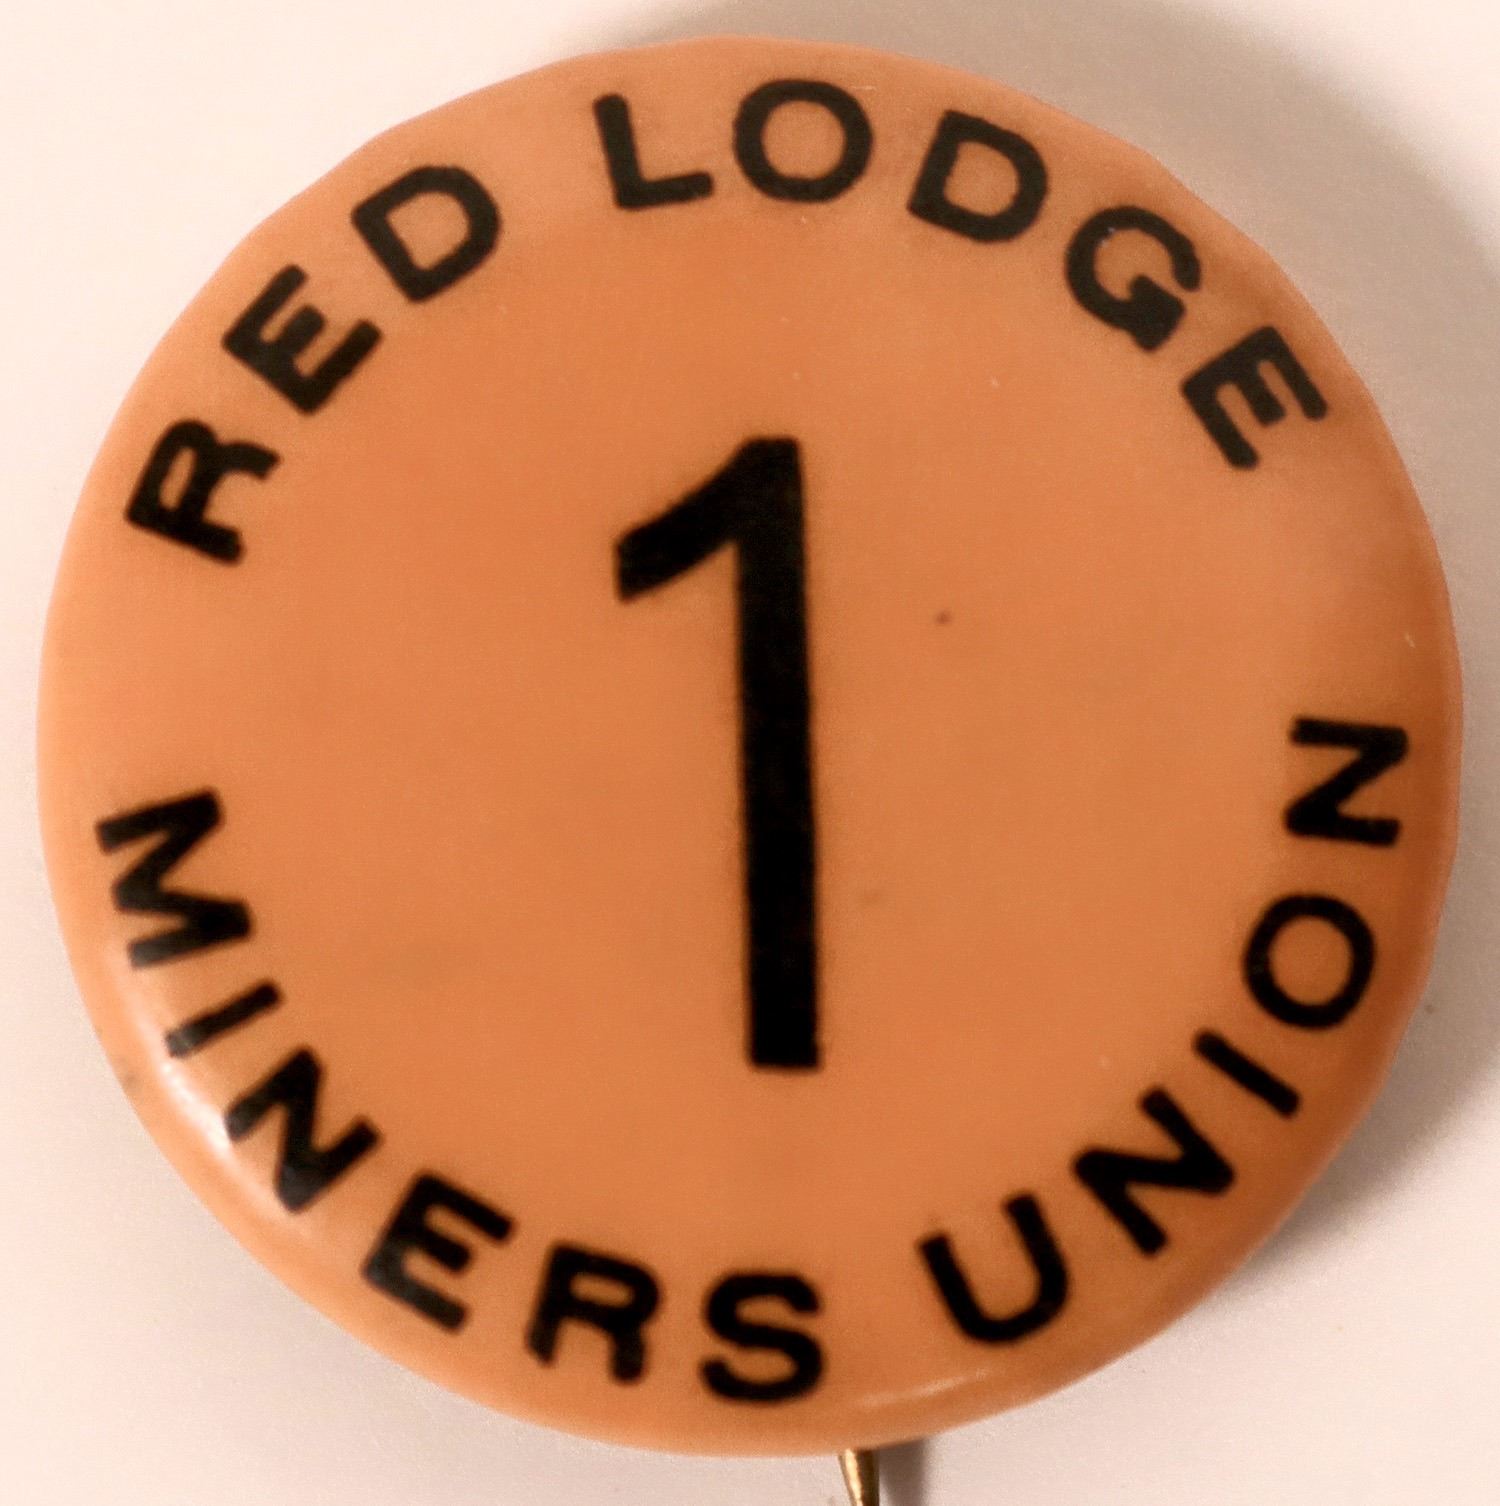 RED LODGE
1
MINERS UNION